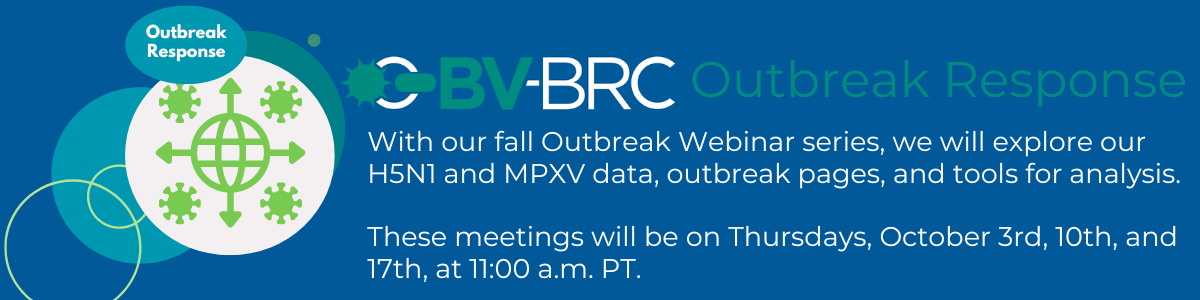 Outbreak
Response
BV-BRC Outbreak Response
With our fall Outbreak Webinar series, we will explore our
H5N1 and MPXV data, outbreak pages, and tools for analysis.
These meetings will be on Thursdays, October 3rd, 10th, and
17th, at 11:00 a.m. PT.